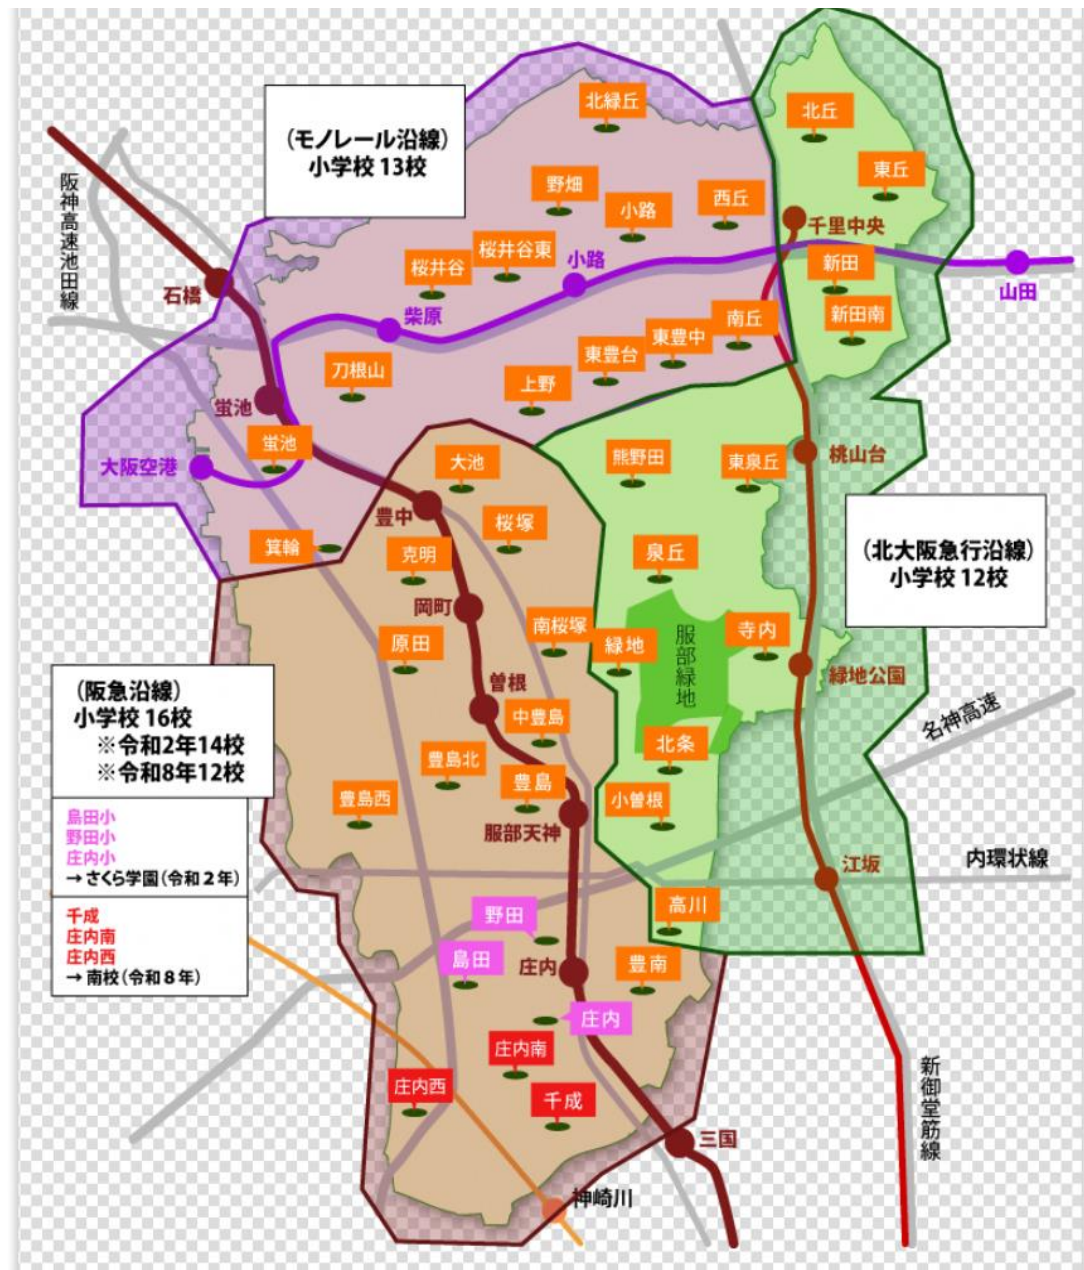 (モノレール沿線)
小学校 13校
北緑丘
北丘
東丘
野畑
小路
西丘
千里中央
阪神高速池田線
桜井谷
桜井谷東
小路
新田
山田
石橋
柴原
新田南
南丘
東豊中
東豊台
刀根山
上野
蛍池
蛍池
大阪空港
大池
熊野田
東泉丘
桃山台
豊中
桜塚
箕輪
克明
泉丘
(北大阪急行沿線)
小学校 12校
岡町
南桜塚
原田
緑地
服部緑地
寺内
緑地公園
(阪急沿線)
小学校 16校
※令和2年14校
※令和8年12校
曽根
中豊島
名神高速
北条
豊島北
豊島
豊島西
小曽根
服部天神
島田小
野田小
庄内小
→さくら学園(令和2年)
内環状線
江坂
千成
庄内南
庄内西
→南校(令和8年)
野田
高川
島田
庄内
豊南
庄内
庄内南
庄内西
千成
新御堂筋線
三国
神崎川